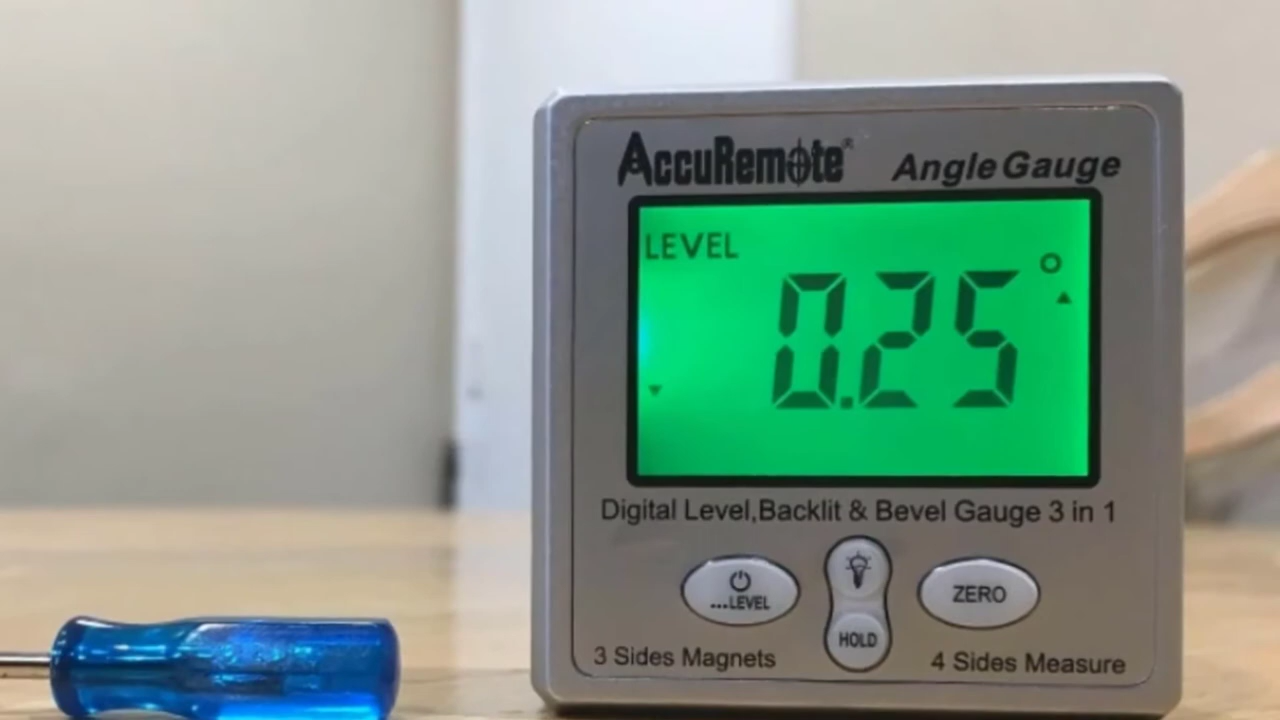 AccuRemote® Angle Gauge
LEVEL
0.25°
Digital Level,Backlit & Bevel Gauge 3 in 1
...LEVEL
HOLD
ZERO
3 Sides Magnets
4 Sides Measure